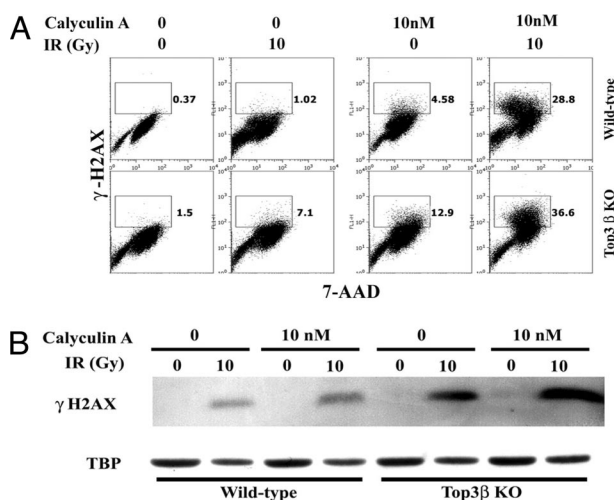 A
Calyculin A 0 0 10nM 10nM
IR (Gy) 0 10 0 10
γ-H2AX
0.37 1.02 4.58 28.8
Wild-type
1.5 7.1 12.9 36.6
Top3 β KO
7-AAD
B
Calyculin A 0 10 nM 0 10 nM
IR (Gy) 0 10 0 10 0 10 0 10
γ H2AX
TBP
Wild-type Top3β KO